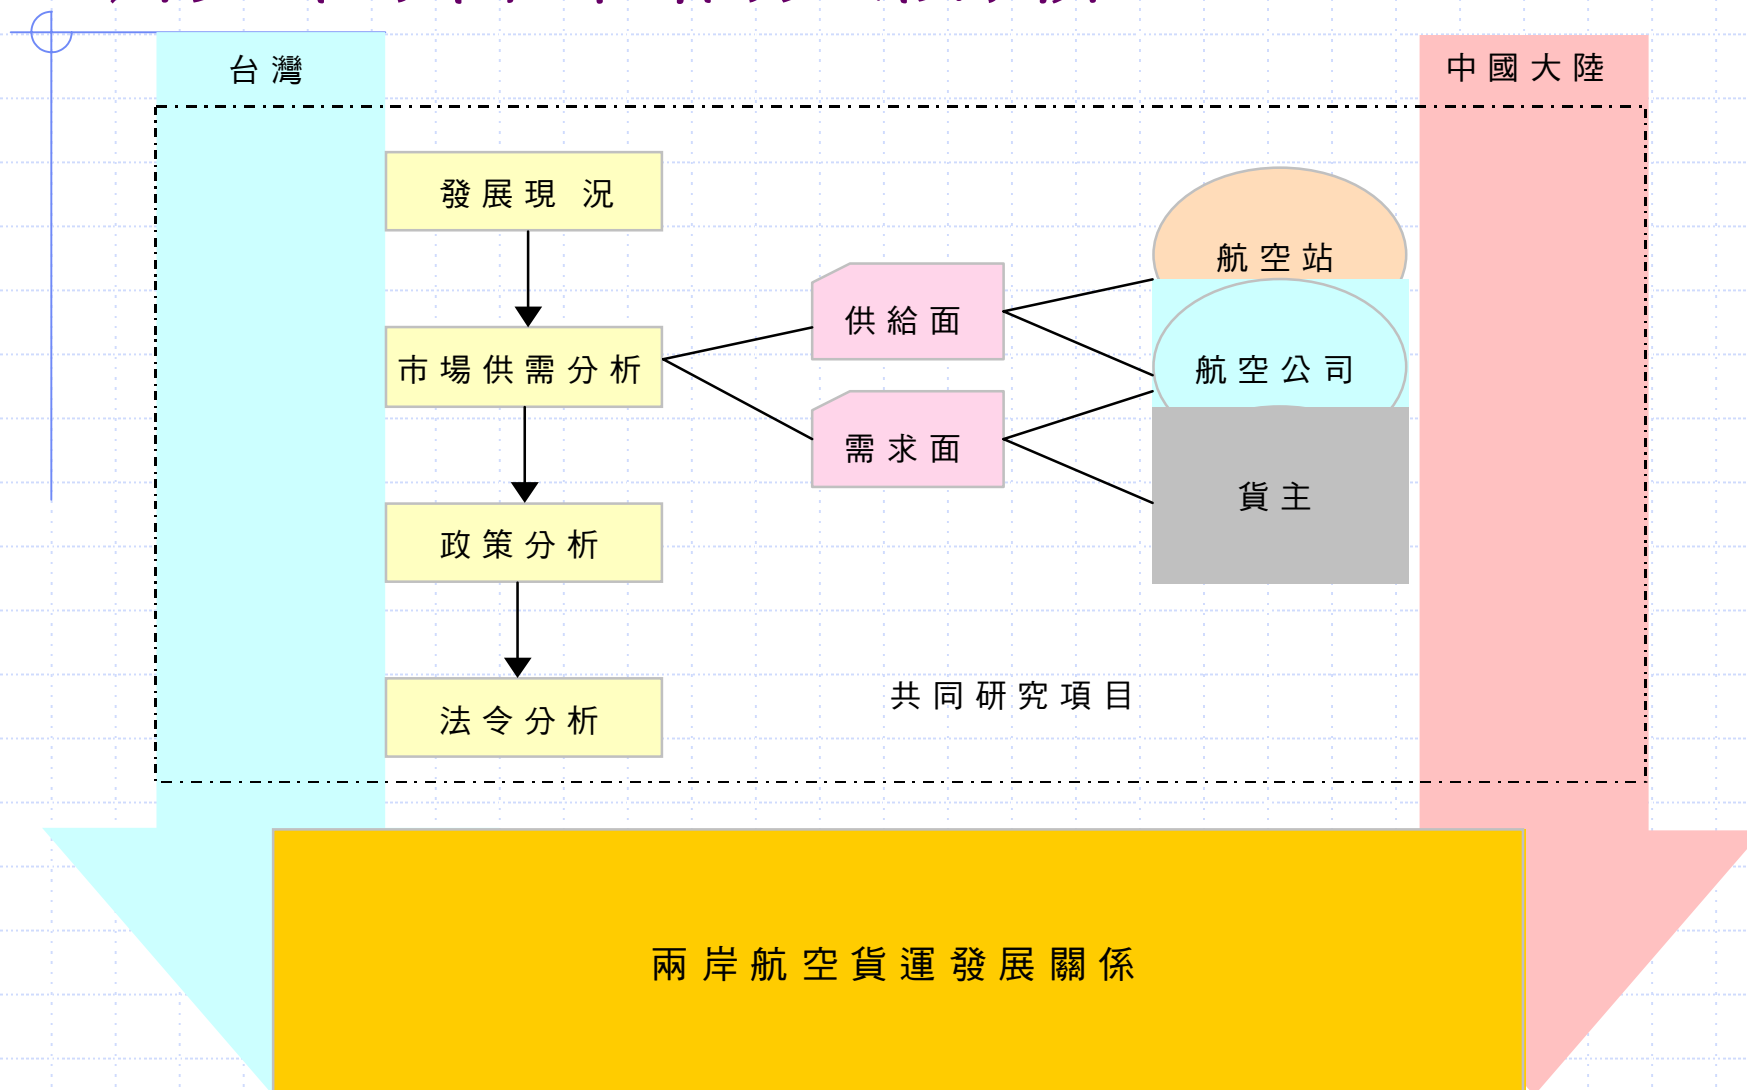 台灣
中國大陸
發展現 況
航空站
供給面
市場供需分析
航空公司
需求面
貨主
政策分析
共同研究項目
法令分析
兩岸航空貨運發展關係